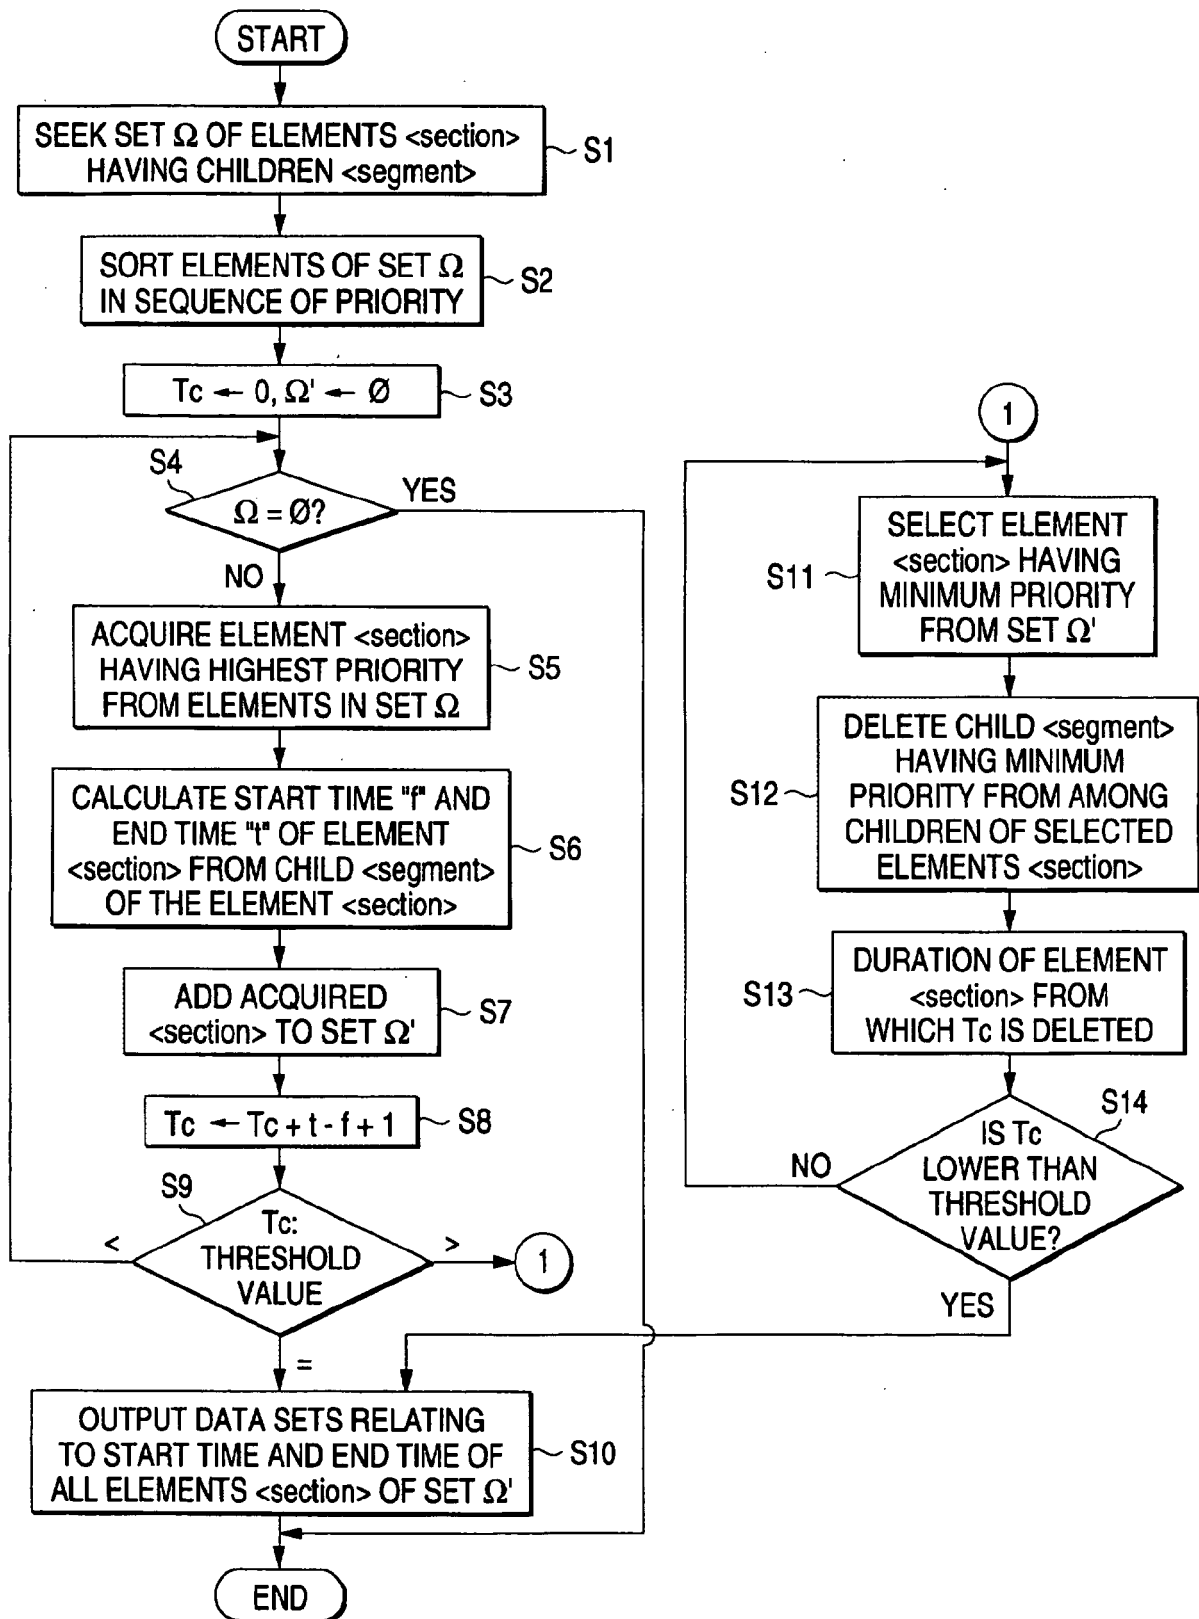 START
SEEK SET Ω OF ELEMENTS <section>
HAVING CHILDREN <segment>
S1
SORT ELEMENTS OF SET Ω
IN SEQUENCE OF PRIORITY
S2
Tc ← 0, Ω' ← Ø
S3
S4
Ω = Ø?
YES
NO
ACQUIRE ELEMENT <section>
HAVING HIGHEST PRIORITY
FROM ELEMENTS IN SET Ω
S5
CALCULATE START TIME "f" AND
END TIME "t" OF ELEMENT
<section> FROM CHILD <segment>
OF THE ELEMENT <section>
S6
ADD ACQUIRED
<section> TO SET Ω'
S7
Tc ← Tc + t - f + 1
S8
S9
Tc:
THRESHOLD
VALUE
<
>
1
=
OUTPUT DATA SETS RELATING
TO START TIME AND END TIME OF
ALL ELEMENTS <section> OF SET Ω'
S10
END
1
SELECT ELEMENT
<section> HAVING
MINIMUM PRIORITY
FROM SET Ω'
S11
DELETE CHILD <segment>
HAVING MINIMUM
PRIORITY FROM AMONG
CHILDREN OF SELECTED
ELEMENTS <section>
S12
DURATION OF ELEMENT
<section> FROM
WHICH Tc IS DELETED
S13
S14
IS Tc
LOWER THAN
THRESHOLD
VALUE?
NO
YES